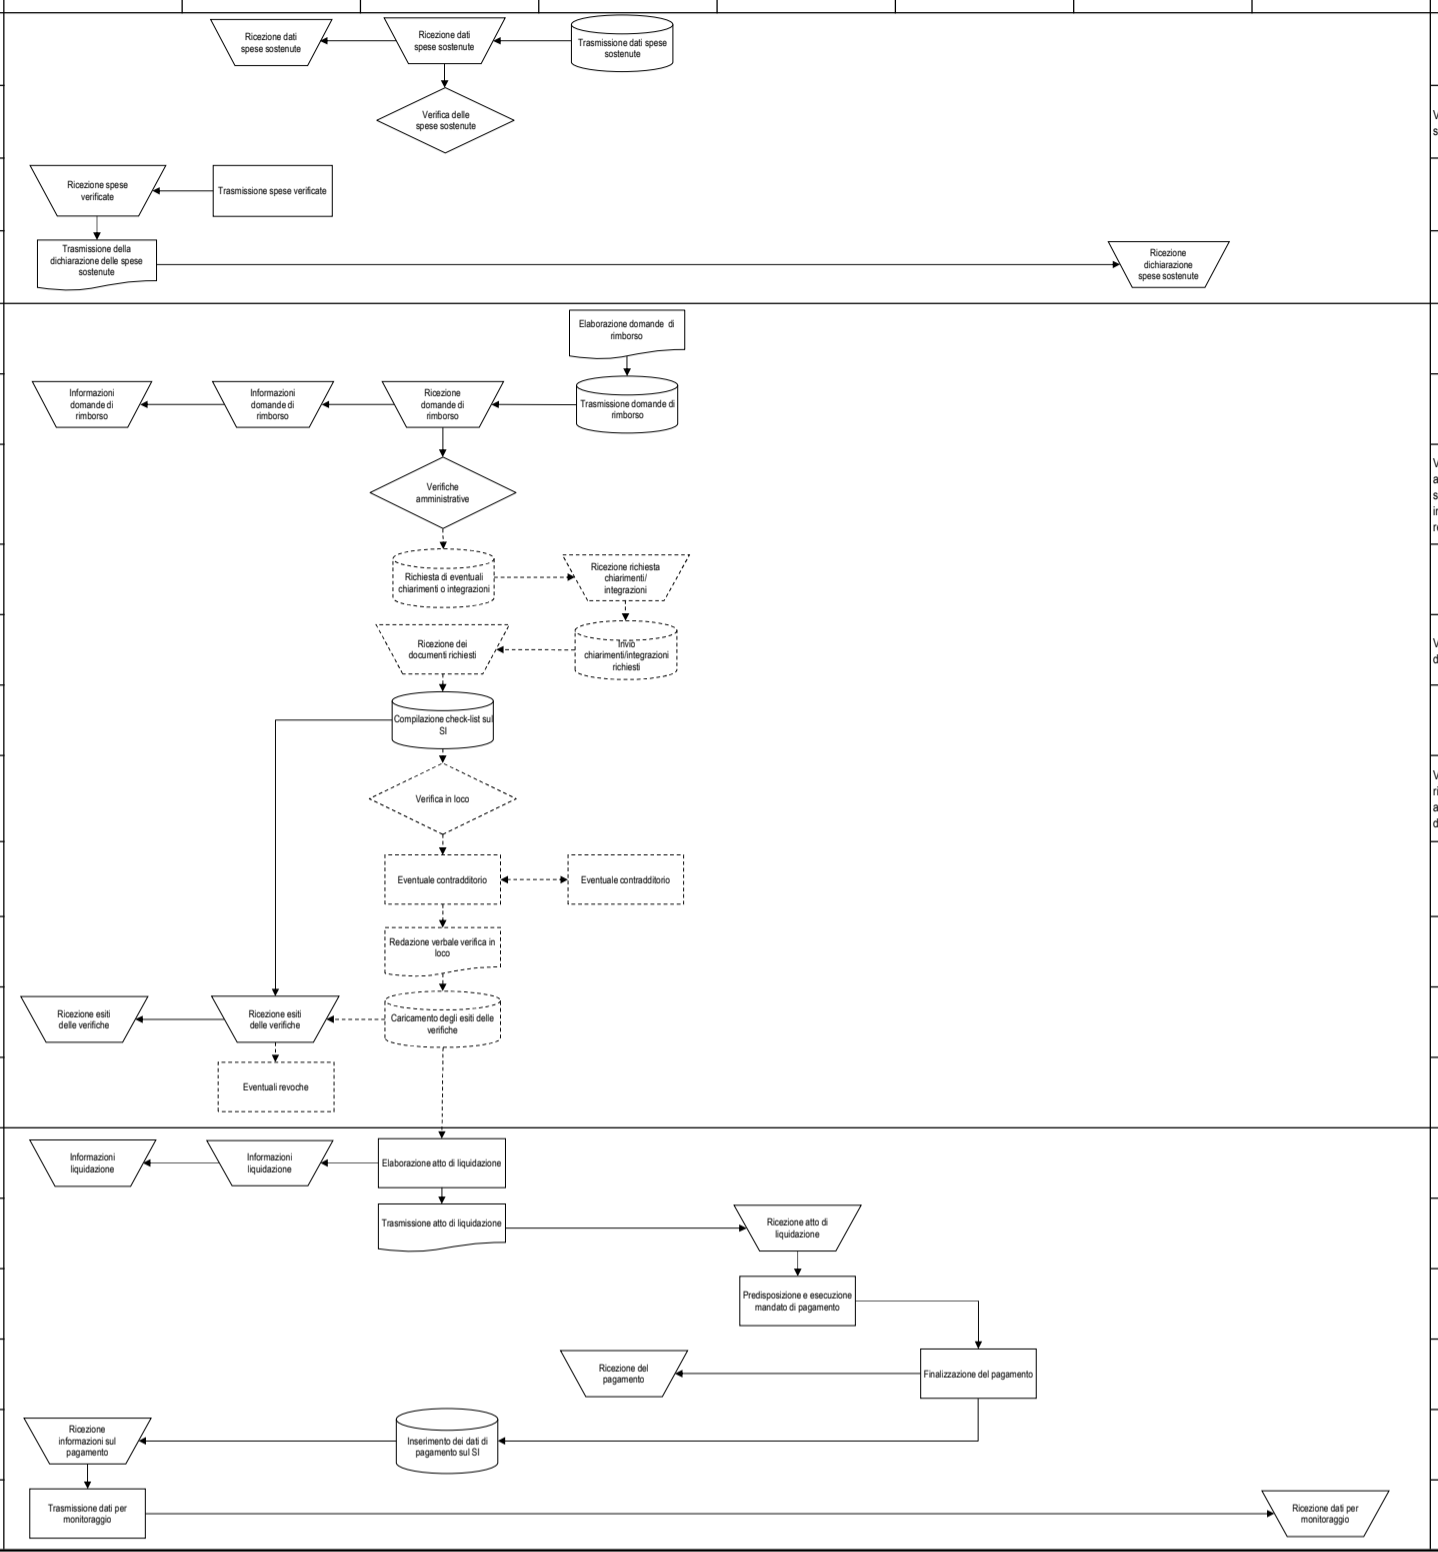 Ricezione dati
spese sostenute
Ricezione dati
spese sostenute
Trasmissione dati spese
sostenute
Verifica delle
spese sostenute
V
s
Ricezione spese
verificate
Trasmissione spese verificate
Trasmissione della
dichiarazione delle spese
sostenute
Ricezione
dichiarazione
spese sostenute
Elaborazione domande di
rimborso
Informazioni
domande di
rimborso
Informazioni
domande di
rimborso
Ricezione
domande di
rimborso
Trasmissione domande di
rimborso
Verifiche
amministrative
V
a
s
in
re
Richiesta di eventuali
chiarimenti o integrazioni
Ricezione richiesta
chiarimenti/
integrazioni
Ricezione dei
documenti richiesti
Invio
chiarimenti/integrazioni
richiesti
V
d
Compilazione check-list sul
SI
Verifica in loco
V
ri
a
d
Eventuale contradditorio
Eventuale contradditorio
Redazione verbale verifica in
loco
Ricezione esiti
delle verifiche
Ricezione esiti
delle verifiche
Caricamento degli esiti delle
verifiche
Eventuali revoche
Informazioni
liquidazione
Informazioni
liquidazione
Elaborazione atto di liquidazione
Trasmissione atto di liquidazione
Ricezione atto di
liquidazione
Predisposizione e esecuzione
mandato di pagamento
Ricezione del
pagamento
Finalizzazione del pagamento
Ricezione
informazioni sul
pagamento
Inserimento dei dati di
pagamento sul SI
Trasmissione dati per
monitoraggio
Ricezione dati per
monitoraggio